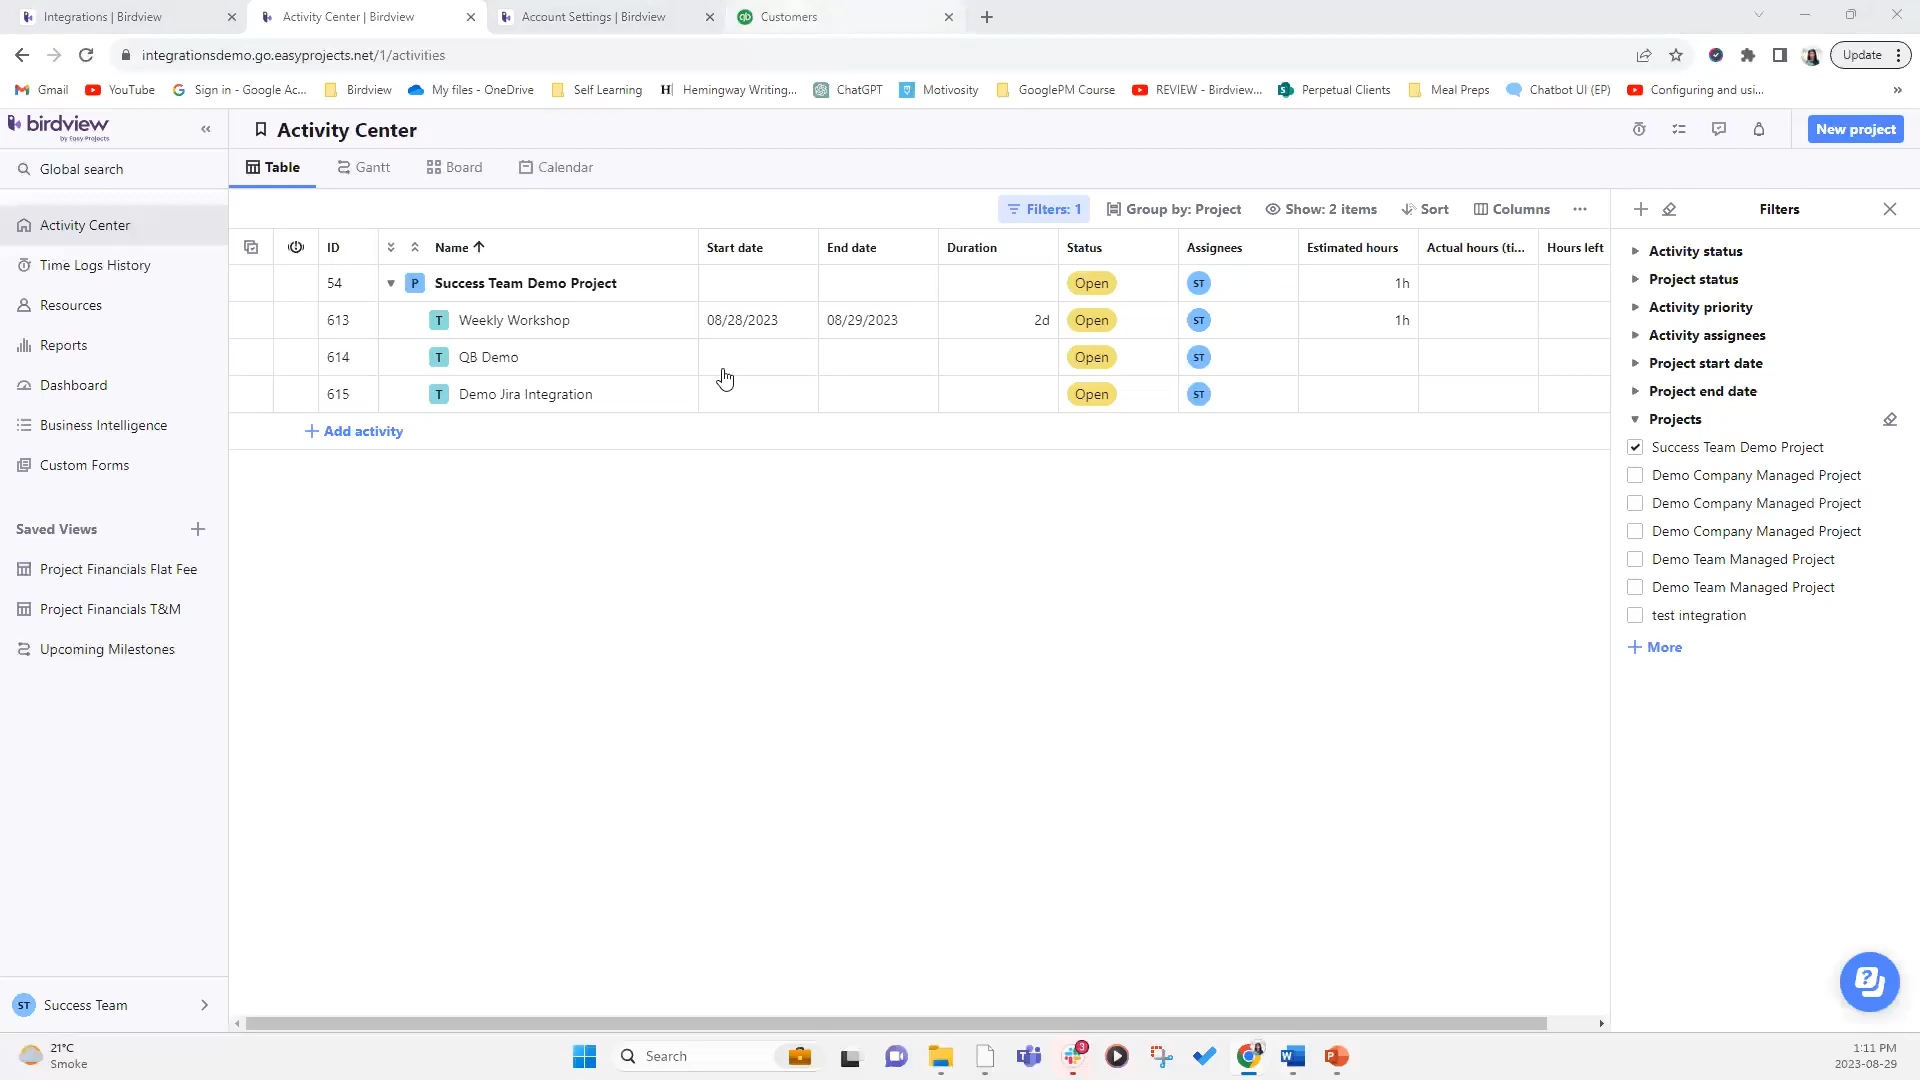 Integrations | Birdview
Activity Center | Birdview
Account Settings | Birdview
qb Customers
integrationsdemo.go.easyprojects.net/1/activities
Update
Gmail
YouTube
Sign in - Google Ac...
Birdview
My files - OneDrive
Self Learning
Hemingway Writing...
ChatGPT
Motivosity
GooglePM Course
REVIEW - Birdview...
Perpetual Clients
Meal Preps
Chatbot UI (EP)
Configuring and usi...
»
birdview
by Easy Projects
Activity Center
New project
Global search
Table
Gantt
Board
Calendar
Activity Center
Time Logs History
Resources
Reports
Dashboard
Business Intelligence
Custom Forms
Saved Views
Project Financials Flat Fee
Project Financials T&M
Upcoming Milestones
ST Success Team
Filters: 1
Group by: Project
Show: 2 items
Sort
Columns
ID Name Start date End date Duration Status Assignees Estimated hours Actual hours (ti... Hours left
54 P Success Team Demo Project Open ST 1h
613 T Weekly Workshop 08/28/2023 08/29/2023 2d Open ST 1h
614 T QB Demo Open ST
615 T Demo Jira Integration Open ST
+ Add activity
Filters
Activity status
Project status
Activity priority
Activity assignees
Project start date
Project end date
Projects
Success Team Demo Project
Demo Company Managed Project
Demo Company Managed Project
Demo Company Managed Project
Demo Team Managed Project
Demo Team Managed Project
test integration
+ More
21°C
Smoke
Search
3
1:11 PM
2023-08-29